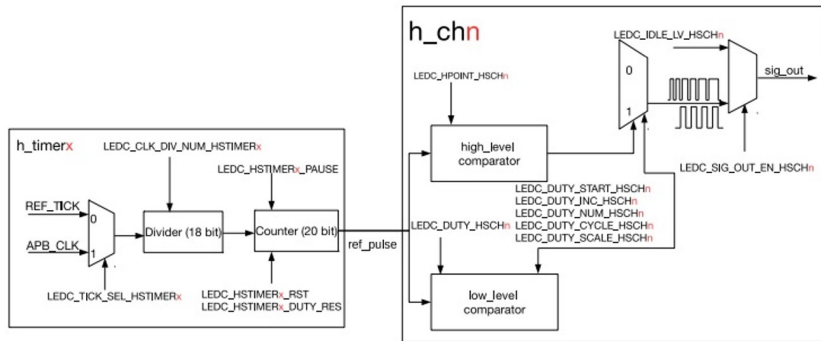 h_chn
LEDC_IDLE_LV_HSCHn
0
1
sig_out
LEDC_HPOINT_HSCHn
high_level
comparator
LEDC_SIG_OUT_EN_HSCHn
h_timerx
LEDC_CLK_DIV_NUM_HSTIMERx
LEDC_HSTIMERx_PAUSE
REF_TICK
0
APB_CLK
1
Divider (18 bit)
Counter (20 bit)
ref_pulse
LEDC_TICK_SEL_HSTIMERx
LEDC_HSTIMERx_RST
LEDC_HSTIMERx_DUTY_RES
LEDC_DUTY_START_HSCHn
LEDC_DUTY_INC_HSCHn
LEDC_DUTY_NUM_HSCHn
LEDC_DUTY_CYCLE_HSCHn
LEDC_DUTY_SCALE_HSCHn
LEDC_DUTY_HSCHn
low_level
comparator